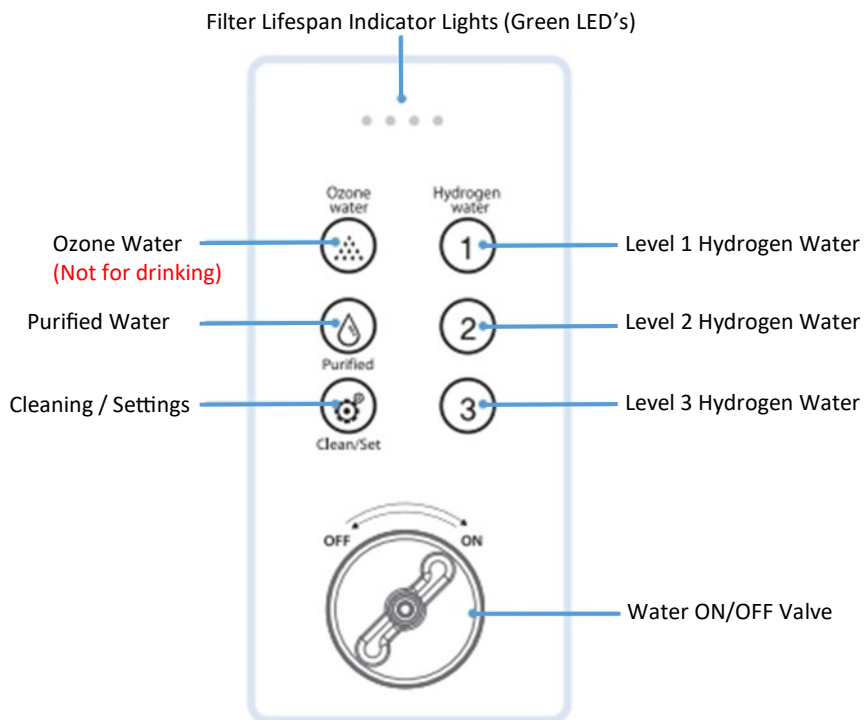 Filter Lifespan Indicator Lights (Green LED’s)
Ozone
water
Hydrogen
water
Ozone Water
(Not for drinking)
1
Level 1 Hydrogen Water
Purified Water
Purified
2
Level 2 Hydrogen Water
Cleaning / Settings
Clean/Set
3
Level 3 Hydrogen Water
OFF
ON
Water ON/OFF Valve